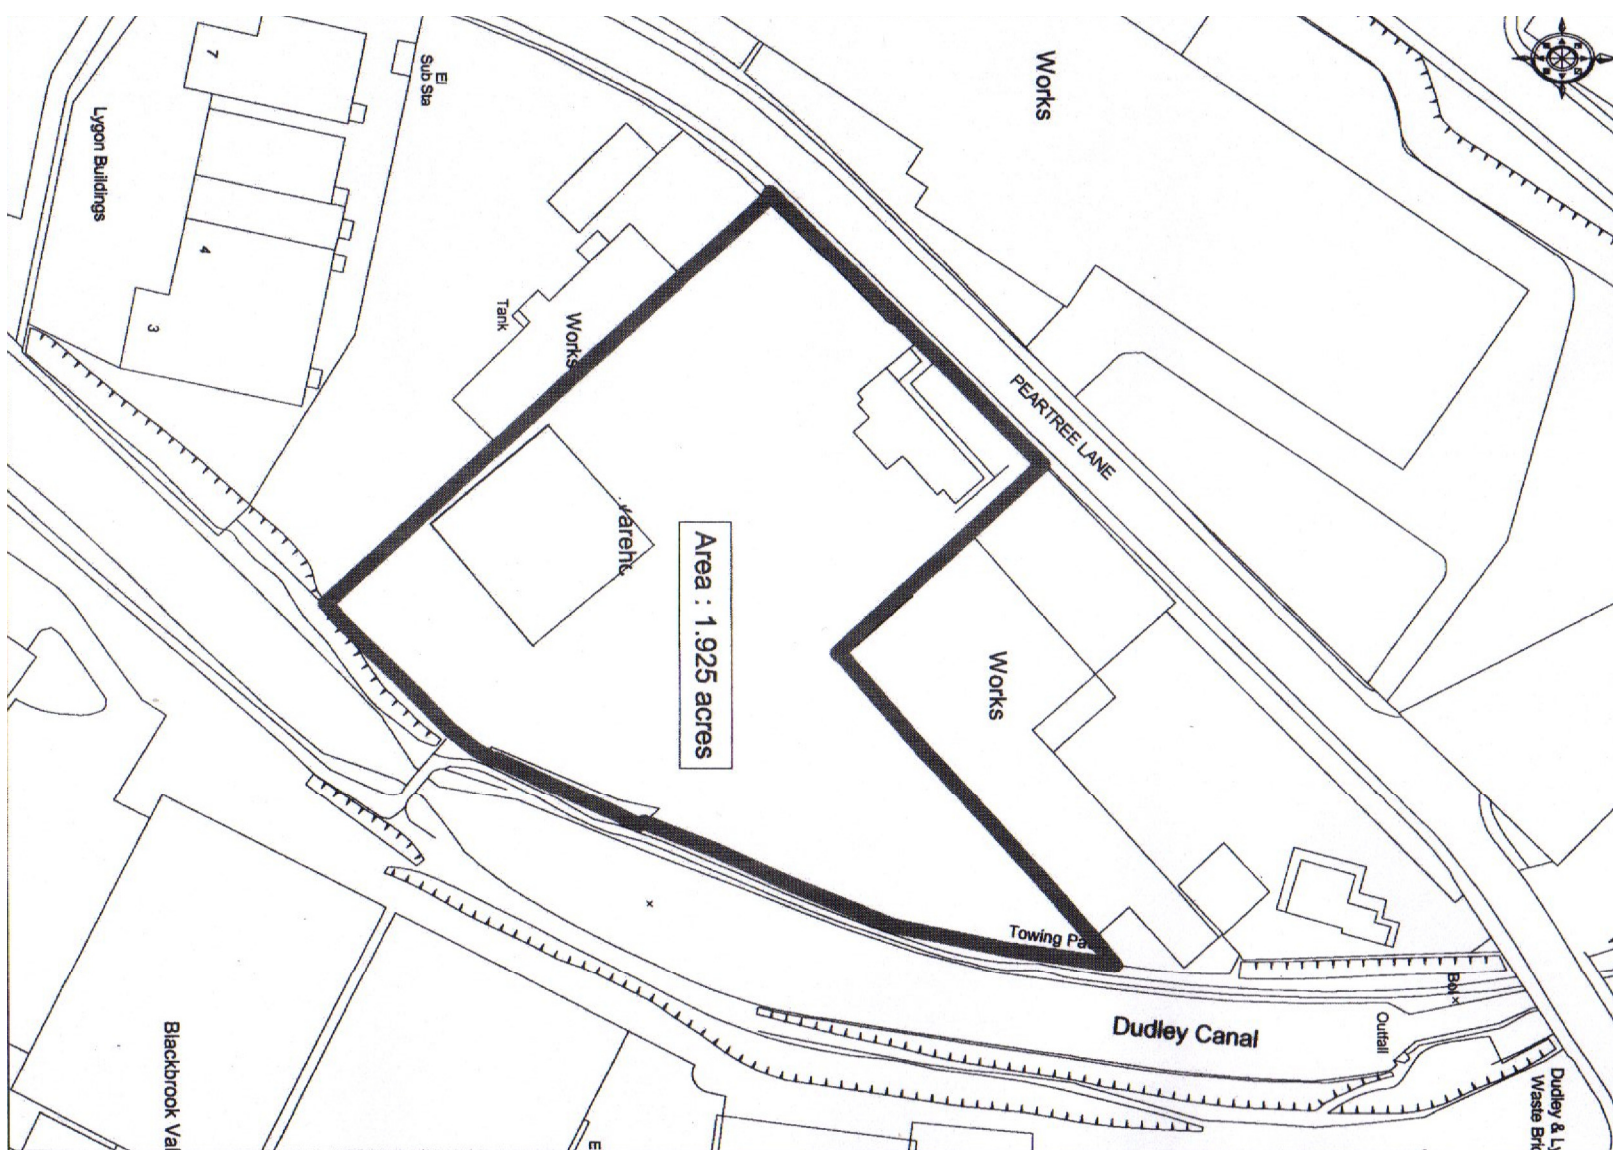 Works
7
El
Sub Sta
Lygon Buildings
4
3
Tank
Works
PEARTREE LANE
Area : 1.925 acres
Works
Towing Pa
Dudley Canal
Outfall
Dudley & Ly
Waste Bri
Blackbrook Val
E